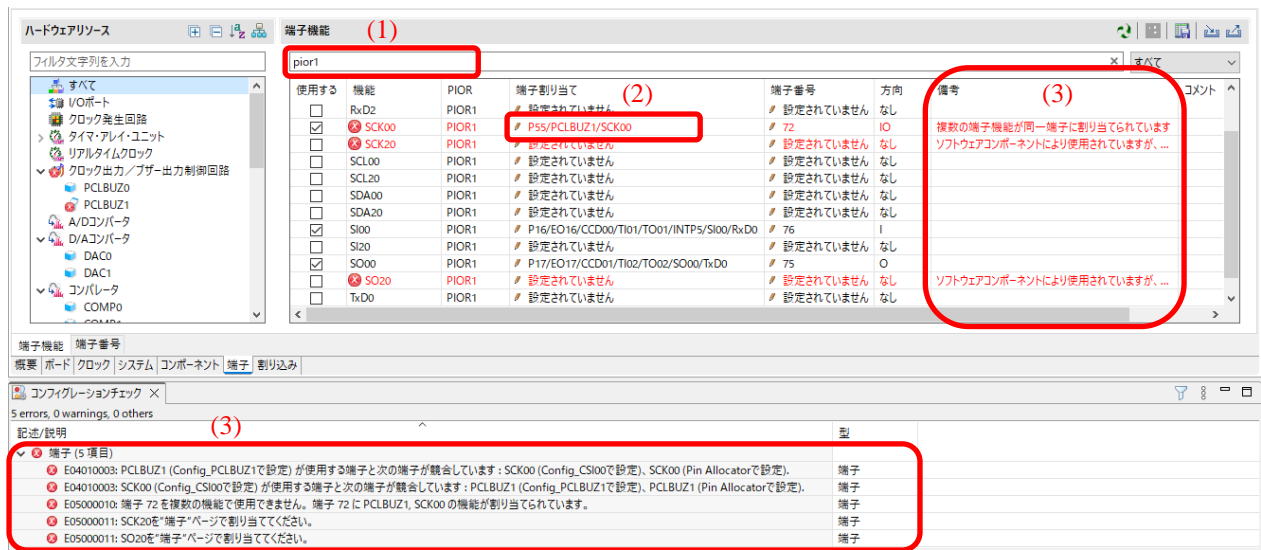 ハードウェアリソース
端子機能
(1)
フィルタ文字列を入力
pior1
すべて
すべて
I/Oポート
クロック発生回路
タイマ・アレイ・ユニット
リアルタイムクロック
クロック出力／ブザー出力制御回路
PCLBUZ0
PCLBUZ1
A/Dコンバータ
D/Aコンバータ
DAC0
DAC1
コンパレータ
COMP0
使用する 機能 PIOR 端子割り当て 端子番号 方向 備考 コメント
(2)
(3)
RxD2 PIOR1 設定されていません 設定されていません なし
SCK00 PIOR1 P55/PCLBUZ1/SCK00 72 IO 複数の端子機能が同一端子に割り当てられています
SCK20 PIOR1 設定されていません 設定されていません なし ソフトウェアコンポーネントにより使用されていますが、...
SCL00 PIOR1 設定されていません 設定されていません なし
SCL20 PIOR1 設定されていません 設定されていません なし
SDA00 PIOR1 設定されていません 設定されていません なし
SDA20 PIOR1 設定されていません 設定されていません なし
SI00 PIOR1 P16/EO16/CCD00/TI01/TO01/INTP5/SI00/RxD0 76 I
SI20 PIOR1 設定されていません 設定されていません なし
SO00 PIOR1 P17/EO17/CCD01/TI02/TO02/SO00/TxD0 75 O
SO20 PIOR1 設定されていません 設定されていません なし ソフトウェアコンポーネントにより使用されていますが、...
TxD0 PIOR1 設定されていません 設定されていません なし
端子機能 端子番号
概要 ボード クロック システム コンポーネント 端子 割り込み
コンフィグレーションチェック
5 errors, 0 warnings, 0 others
記述/説明 型
(3)
端子 (5 項目)
E04010003: PCLBUZ1 (Config_PCLBUZ1で設定) が使用する端子と次の端子が競合しています : SCK00 (Config_CSI00で設定)、SCK00 (Pin Allocatorで設定). 端子
E04010003: SCK00 (Config_CSI00で設定) が使用する端子と次の端子が競合しています : PCLBUZ1 (Config_PCLBUZ1で設定)、PCLBUZ1 (Pin Allocatorで設定). 端子
E05000010: 端子 72 を複数の機能で使用できません。端子 72 に PCLBUZ1, SCK00 の機能が割り当てられています。 端子
E05000011: SCK20を"端子"ページで割り当ててください。 端子
E05000011: SO20を"端子"ページで割り当ててください。 端子